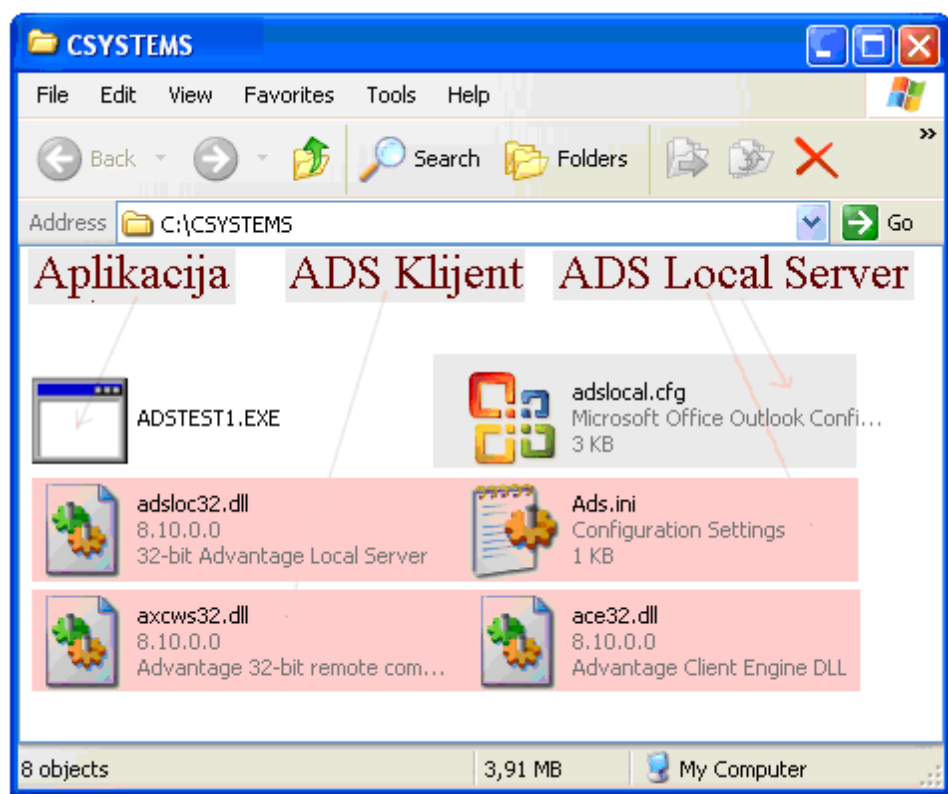 CSYSTEMS
File Edit View Favorites Tools Help
Back Search Folders »
Address C:\CSYSTEMS Go
Aplikacija ADS Klijent ADS Local Server
ADSTEST1.EXE
adslocal.cfg
Microsoft Office Outlook Confi...
3 KB
adsloc32.dll
8.10.0.0
32-bit Advantage Local Server
Ads.ini
Configuration Settings
1 KB
axcws32.dll
8.10.0.0
Advantage 32-bit remote com...
ace32.dll
8.10.0.0
Advantage Client Engine DLL
8 objects 3,91 MB My Computer